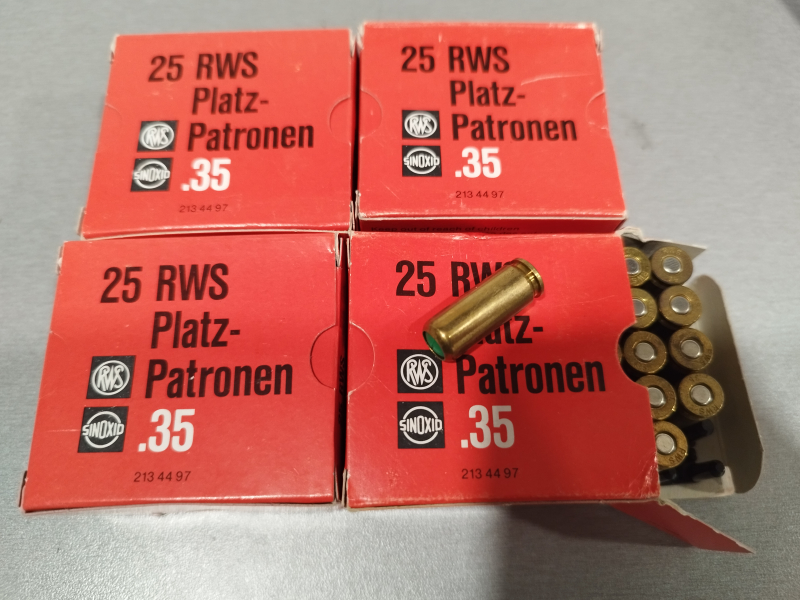 25 RWS
Platz-
Patronen
RWS
SINOXID
.35
213 44 97
25 RWS
Platz-
Patronen
RWS
SINOXID
.35
213 44 97
25 RWS
Platz-
Patronen
RWS
SINOXID
.35
213 44 97
25 RWS
Patronen
RWS
SINOXID
.35
213 44 97